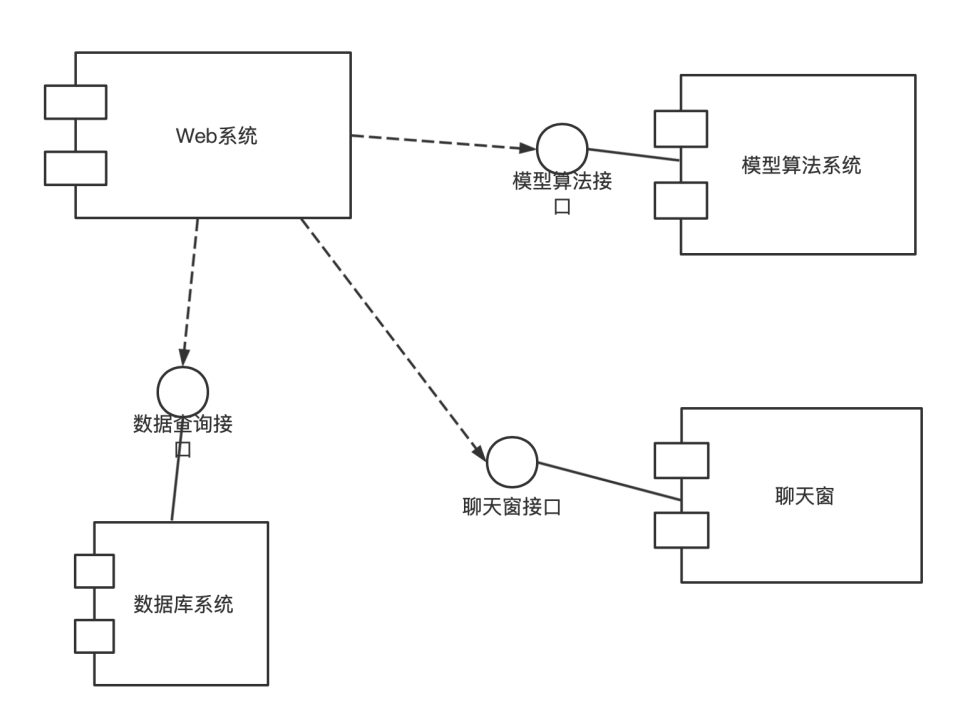 Web系统
模型算法系统
模型算法接
口
数据查询接
口
聊天窗
聊天窗接口
数据库系统